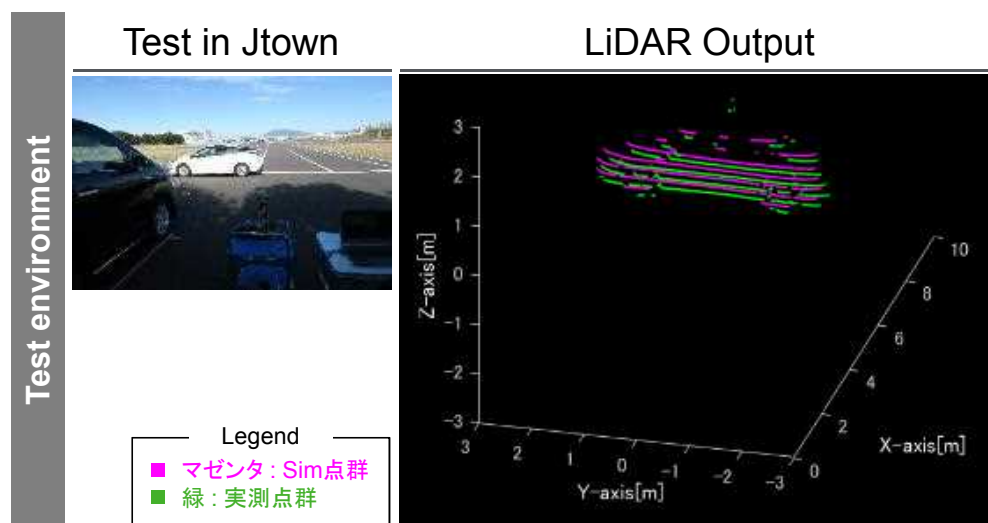 Test in Jtown
LiDAR Output
Test environment
3
2
1
0
-1
-2
-3
Z-axis[m]
3
2
1
0
-1
-2
-3
Y-axis[m]
0
2
4
6
8
10
X-axis[m]
Legend
マゼンタ : Sim点群
緑 : 実測点群